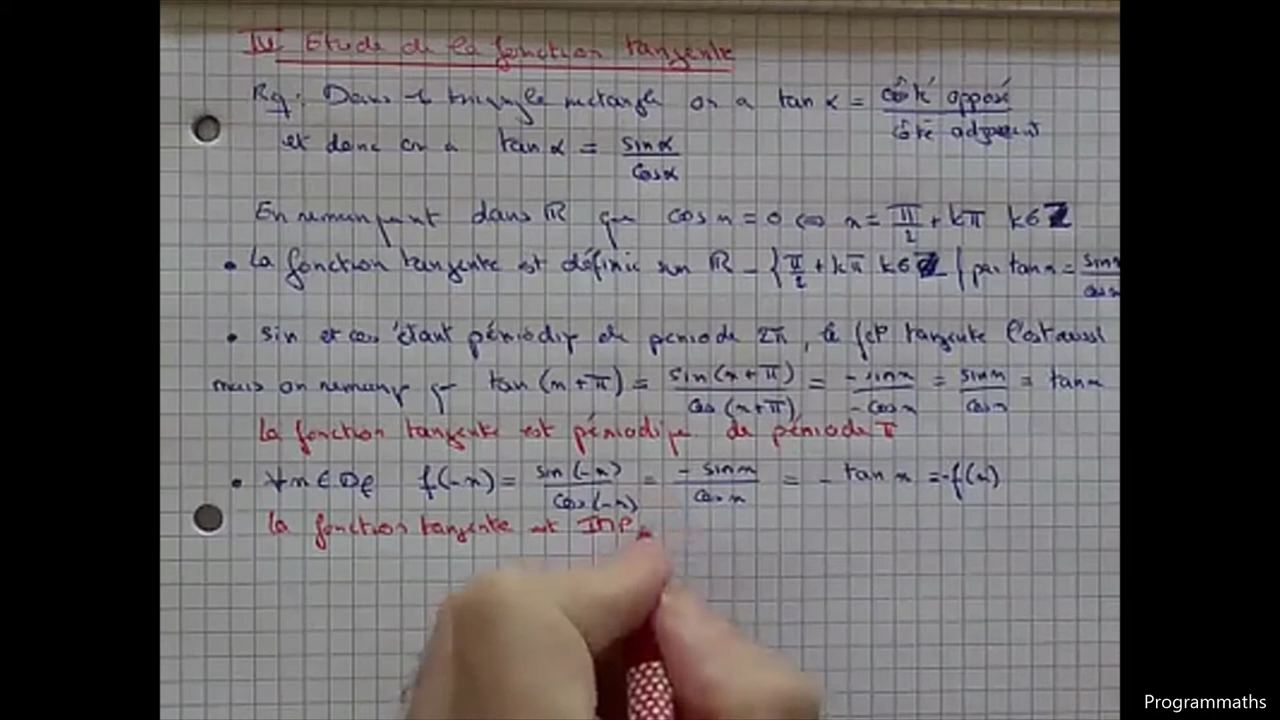 IV Etude de la fonction tangente
Rq: Dans le triangle rectangle on a tan α = côté opposé / côté adjacent
et donc on a tan α = sin α / cos α
En remarquant dans ℝ que cos x = 0 ⇔ x = π/2 + kπ k∈ℤ
• La fonction tangente est définie sur ℝ - {π/2 + kπ k∈ℤ} par tan x = sin x / cos x
• sin et cos étant périodiq de période 2π, la fct° tangente l'est aussi
mais on remarq q tan (x + π) = sin (x + π) / cos (x + π) = - sin x / - cos x = sin x / cos x = tan x
La fonction tangente est périodique de période π
• ∀x ∈ Df f(-x) = sin (-x) / cos (-x) = - sin x / cos x = - tan x = -f(x)
La fonction tangente est IMP
Programmaths